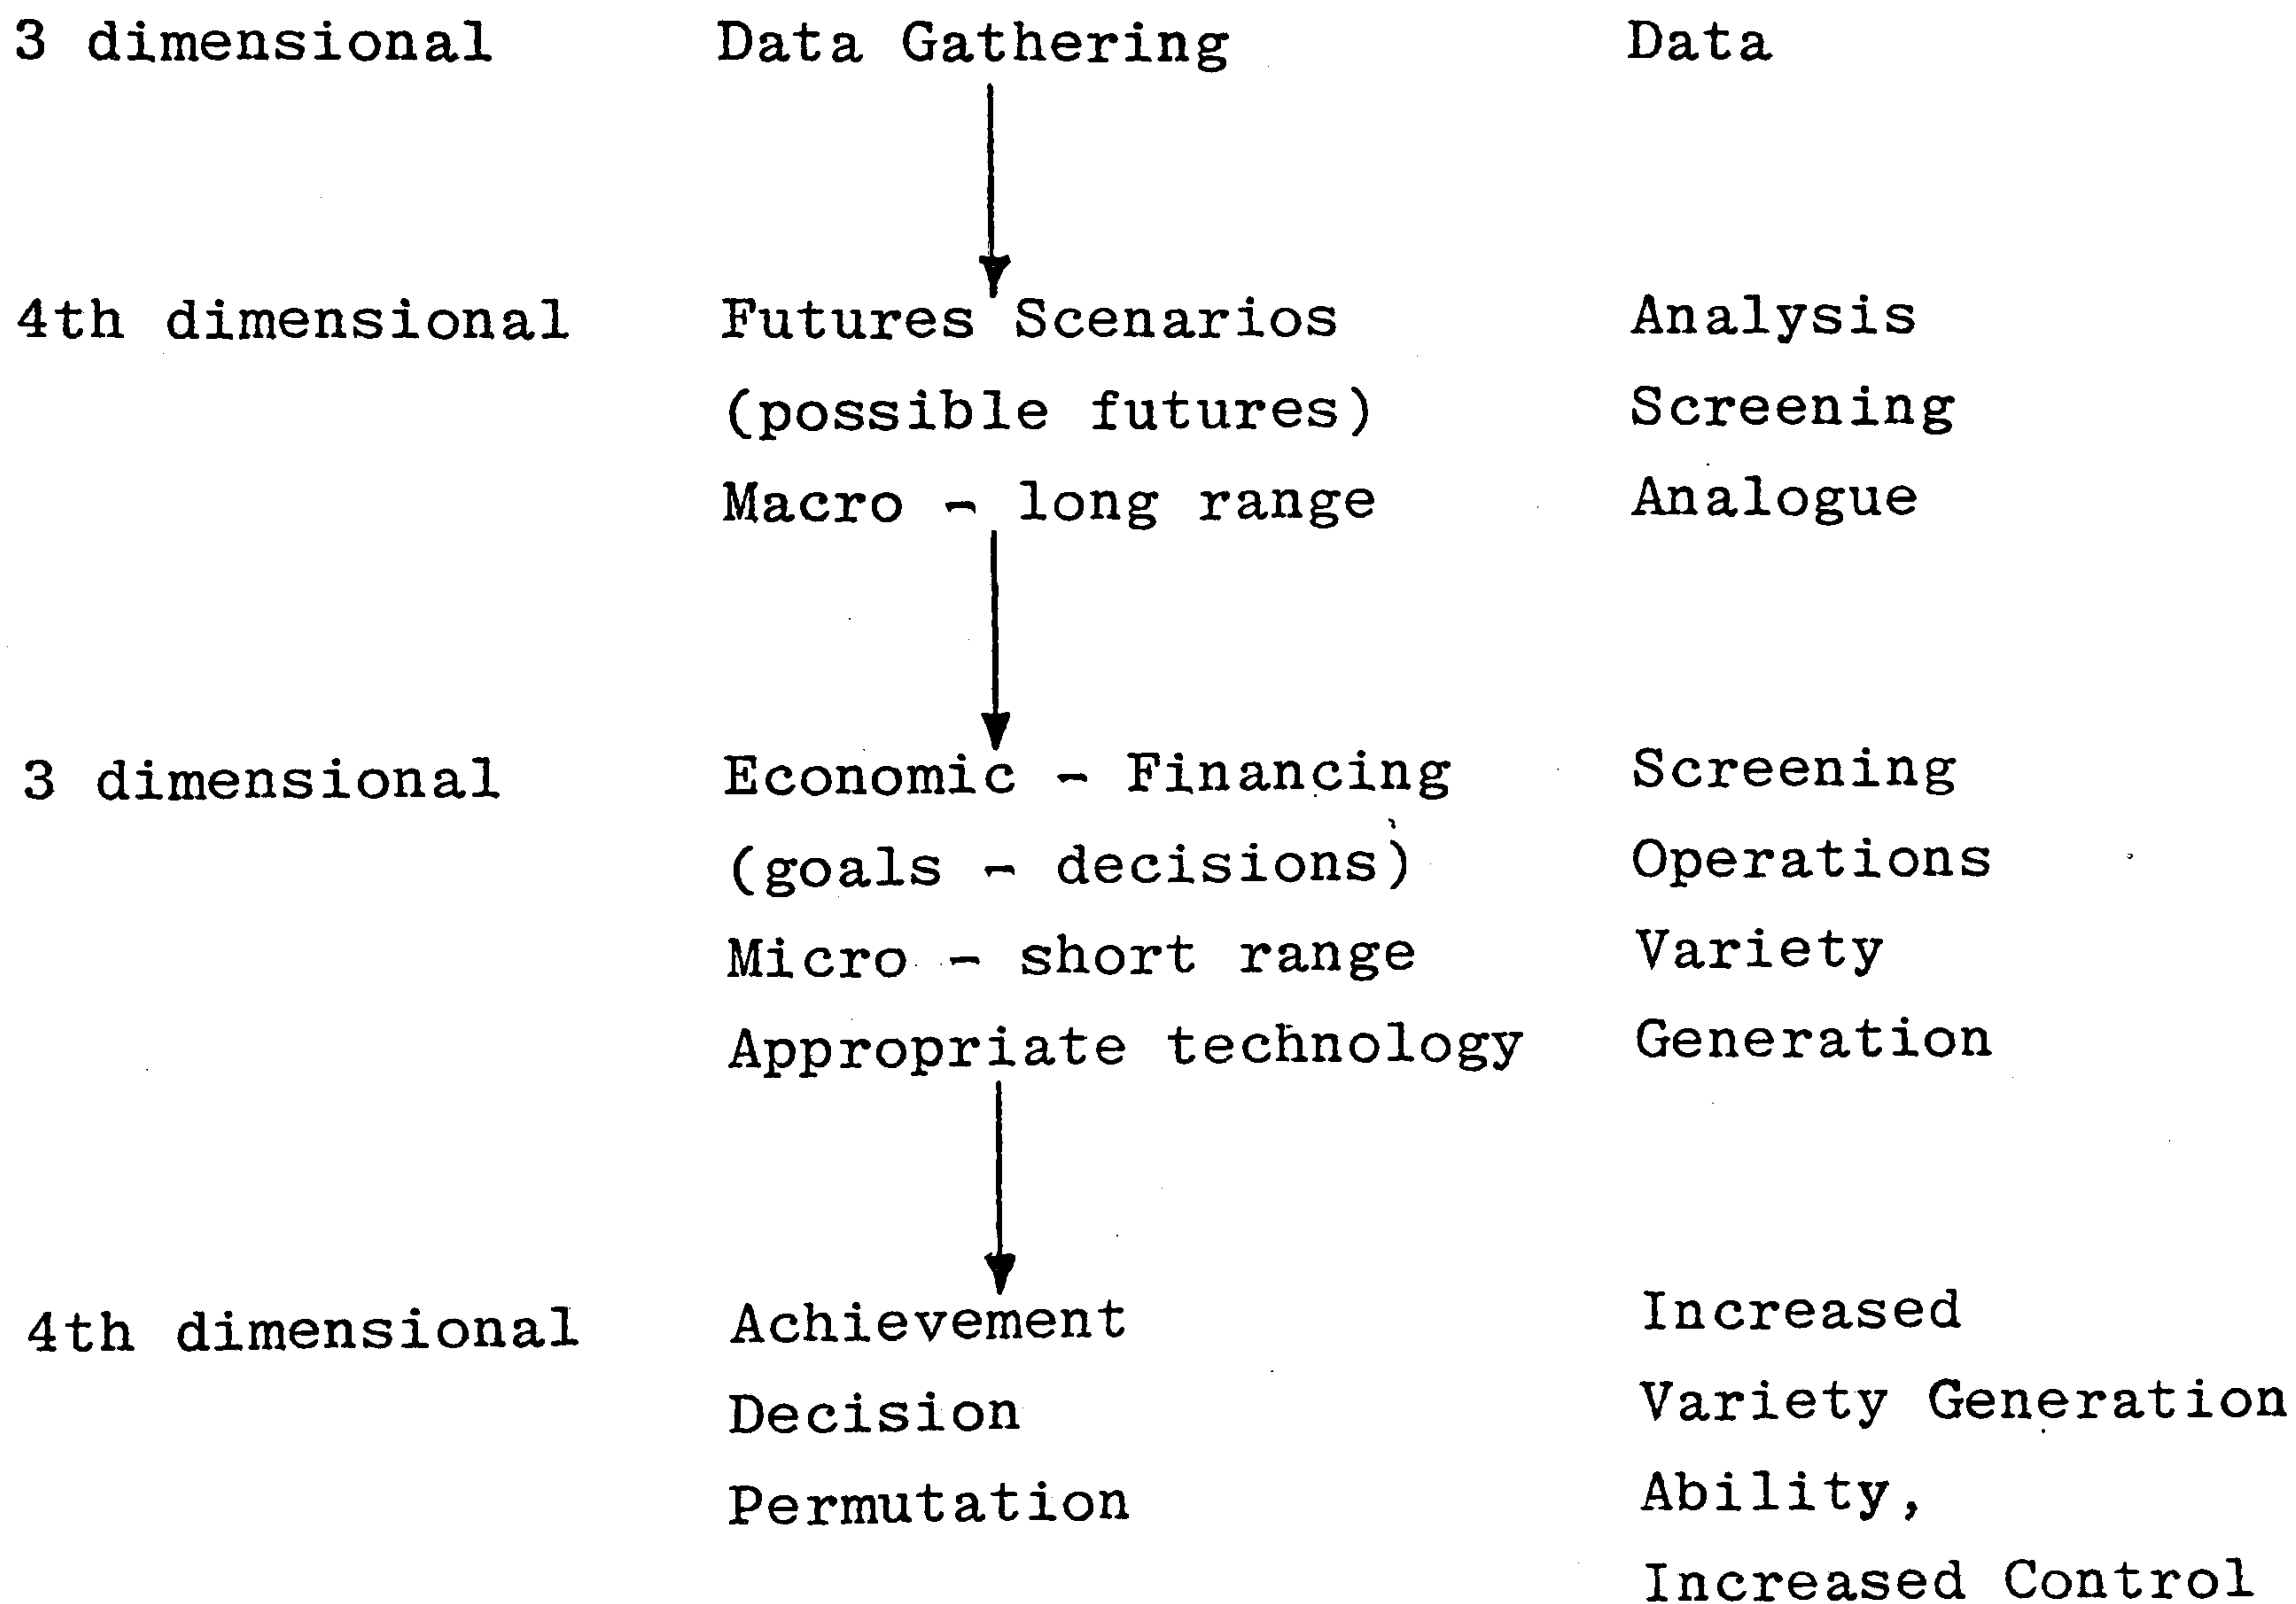 3 dimensional Data Gathering Data
4th dimensional Futures Scenarios Analysis
(possible futures) Screening
Macro - long range Analogue
3 dimensional Economic - Financing Screening
(goals - decisions) Operations
Micro - short range Variety
Appropriate technology Generation
4th dimensional Achievement Increased
Decision Variety Generation
Permutation Ability,
Increased Control